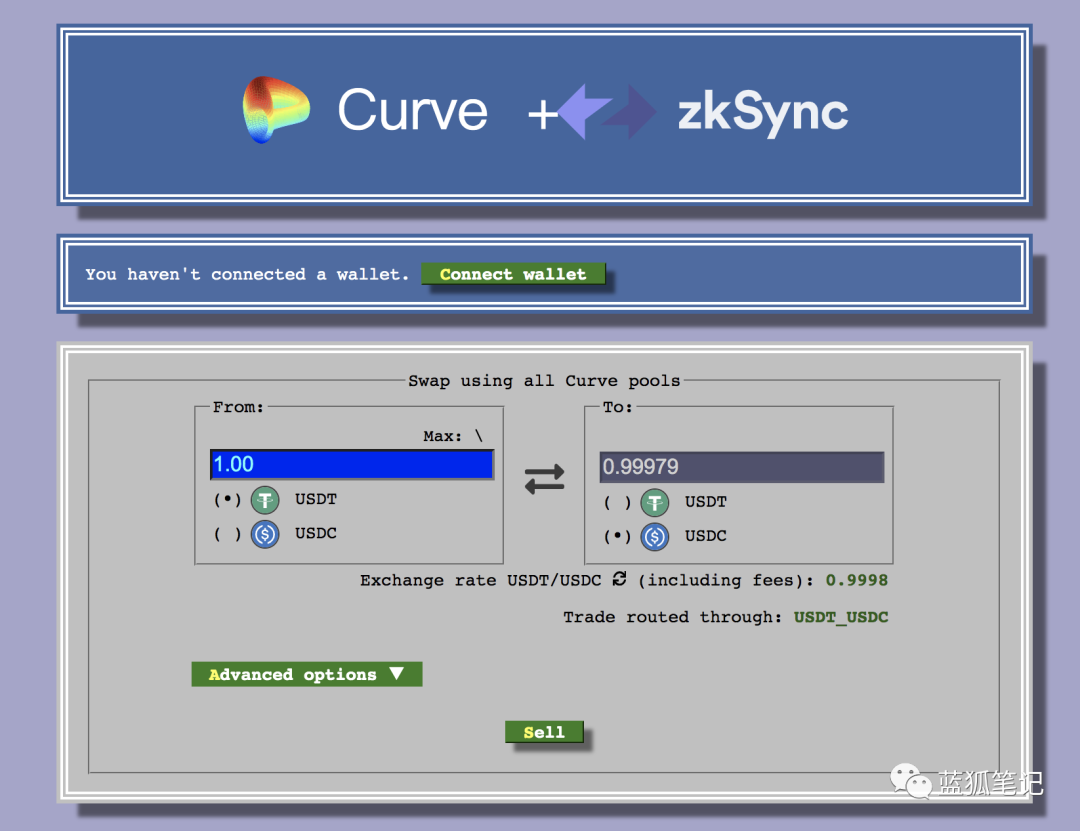 Curve + zkSync
You haven't connected a wallet. Connect wallet
Swap using all Curve pools
From:
Max: \
1.00
(•) USDT
( ) USDC
To:
0.99979
( ) USDT
(•) USDC
Exchange rate USDT/USDC (including fees): 0.9998
Trade routed through: USDT_USDC
Advanced options ▼
Sell
蓝狐笔记